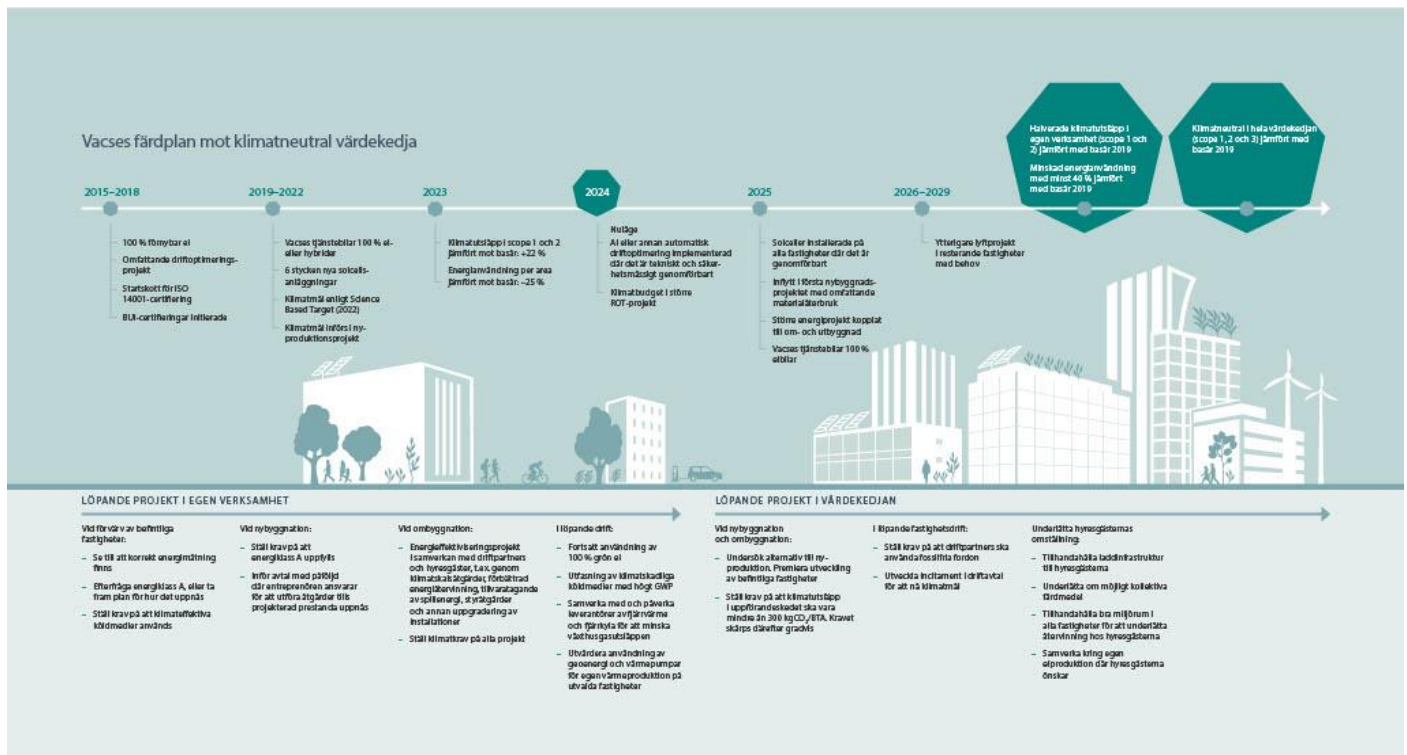 Vacses färdplan mot klimatneutral värdekedja
2015–2018
100 % förnybar el
Omfattande driftoptimerings-
projekt
Startskott för ISO
14001-certifiering
BUI-certifieringar initierade
2019–2022
Vacses tjänstebilar 100 % el-
eller hybrider
6 stycken nya solcells-
anläggningar
Klimatmål enligt Science
Based Target (2022)
Klimatmål införs i ny-
produktionsprojekt
2023
Klimatutsläpp i scope 1 och 2
jämfört mot basår: +22 %
Energianvändning per area
jämfört mot basår: –25 %
2024
Nuläge
AI eller annan automatisk
driftoptimering implementerad
där det är tekniskt och säker-
hetsmässigt genomförbart
Klimatbudget i större
ROT-projekt
2025
Solceller installerade på
alla fastigheter där det är
genomförbart
Inflytt i första nybyggnads-
projektet med omfattande
materialåterbruk
Större energiprojekt kopplat
till om- och utbyggnad
Vacses tjänstebilar 100 %
elbilar
2026–2029
Ytterligare lyftprojekt
i resterande fastigheter
med behov
Halverade klimatutsläpp i
egen verksamhet (scope 1 och
2) jämfört med basår 2019
Minskad energianvändning
med minst 40 % jämfört
med basår 2019
Klimatneutral i hela värdekedjan
(scope 1, 2 och 3) jämfört med
basår 2019
LÖPANDE PROJEKT I EGEN VERKSAMHET
Vid förvärv av befintliga
fastigheter:
– Se till att korrekt energimätning
finns
– Efterfråga energiklass A, eller ta
fram plan för hur det uppnås
– Ställ krav på att klimateffektiva
köldmedier används
Vid nybyggnation:
– Ställ krav på att
energiklass A uppfylls
– Inför avtal med påföljd
där entreprenören ansvarar
för att utföra åtgärder tills
projekterad prestanda uppnås
Vid ombyggnation:
– Energieffektiviseringsprojekt
i samverkan med driftpartners
och hyresgäster, t.ex. genom
klimatskalsåtgärder, förbättrad
energiåtervinning, tillvaratagande
av spillenergi, styråtgärder
och annan uppgradering av
installationer
– Ställ klimatkrav på alla projekt
I löpande drift:
– Fortsatt användning av
100 % grön el
– Utfasning av klimatskadliga
köldmedier med högt GWP
– Samverka med och påverka
leverantörer av fjärrvärme
och fjärrkyla för att minska
växthusgasutsläppen
– Utvärdera användning av
geoenergi och värmepumpar
för egen värmeproduktion på
utvalda fastigheter
LÖPANDE PROJEKT I VÄRDEKEDJAN
Vid nybyggnation
och ombyggnation:
– Undersök alternativ till ny-
produktion. Premiera utveckling
av befintliga fastigheter
– Ställ krav på att klimatutsläpp
i uppförandeskedet ska vara
mindre än 300 kgCO₂/BTA. Kravet
skärps därefter gradvis
I löpande fastighetsdrift:
– Ställ krav på att driftpartners ska
använda fossilfria fordon
– Utveckla incitament i driftavtal
för att nå klimatmål
Underlätta hyresgästernas
omställning:
– Tillhandahålla laddinfrastruktur
till hyresgästerna
– Underlätta om möjligt kollektiva
färdmedel
– Tillhandahålla bra miljörum i
alla fastigheter för att underlätta
återvinning hos hyresgästerna
– Samverka kring egen
elproduktion där hyresgästerna
önskar